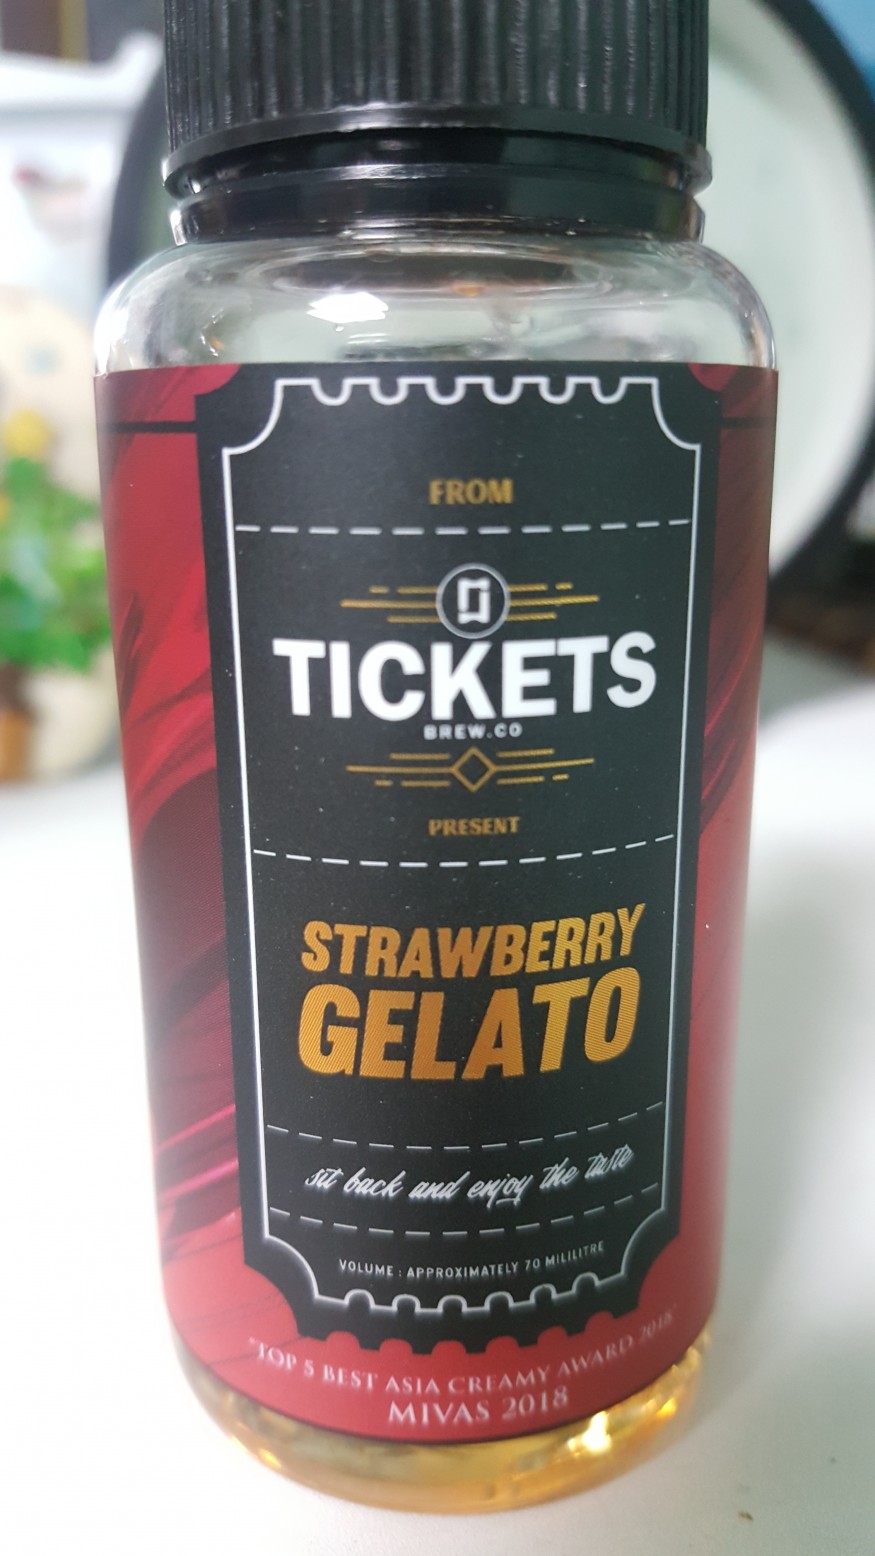 FROM
TICKETS
BREW.CO
PRESENT
STRAWBERRY
GELATO
sit back and enjoy the taste
VOLUME : APPROXIMATELY 70 MILILITRE
"TOP 5 BEST ASIA CREAMY AWARD 2018"
MIVAS 2018